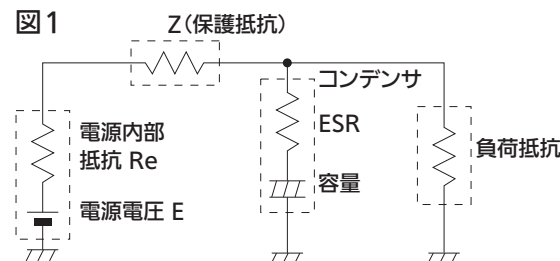 図1
Z(保護抵抗)
コンデンサ
ESR
容量
電源内部
抵抗 Re
電源電圧 E
負荷抵抗